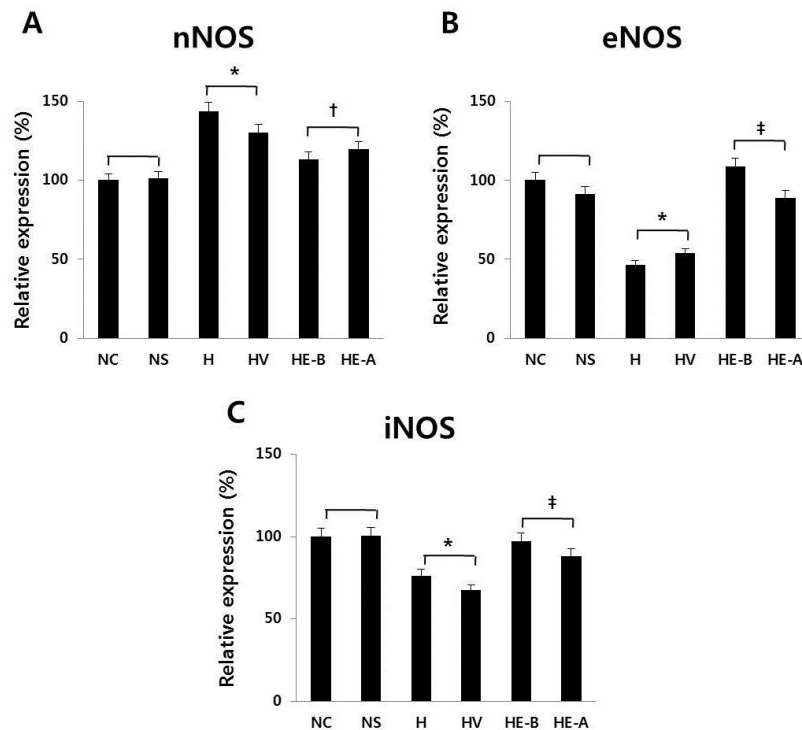 A
nNOS
Relative expression (%)
150
100
50
0
*
†
NC NS H HV HE-B HE-A
B
eNOS
Relative expression (%)
150
100
50
0
*
‡
NC NS H HV HE-B HE-A
C
iNOS
Relative expression (%)
150
100
50
0
*
‡
NC NS H HV HE-B HE-A